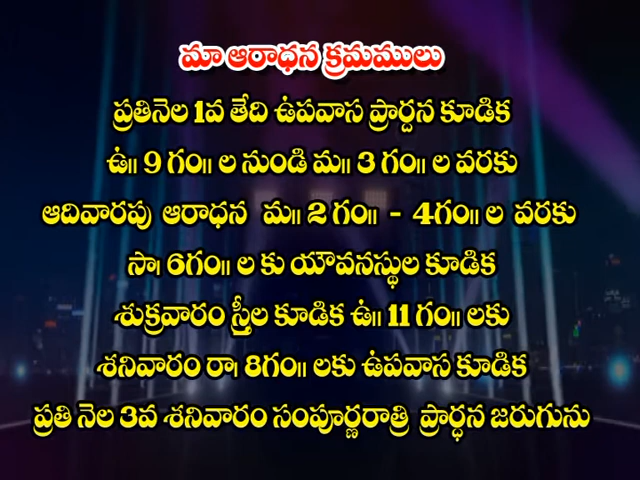 మా ఆరాధన క్రమములు
ప్రతినెల 1వ తేది ఉపవాస ప్రార్దన కూడిక
ఉ॥ 9 గం॥ ల నుండి మ॥ 3 గం॥ ల వరకు
ఆదివారపు ఆరాధన మ॥ 2 గం॥ - 4గం॥ ల వరకు
సా। 6గం॥ ల కు యౌవనస్థుల కూడిక
శుక్రవారం స్త్రీల కూడిక ఉ॥ 11 గం॥ లకు
శనివారం రా। 8గం॥ లకు ఉపవాస కూడిక
ప్రతి నెల 3వ శనివారం సంపూర్ణరాత్రి ప్రార్ధన జరుగును